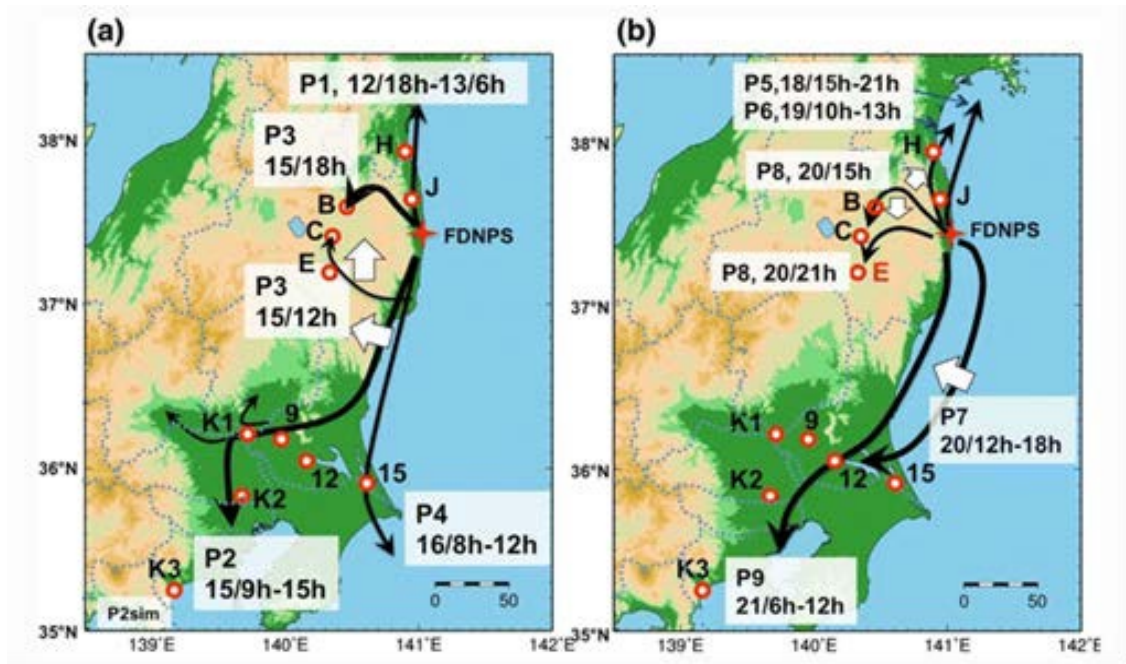 (a)
P1, 12/18h-13/6h
38°N
P3
15/18h
H
J
B
C
FDNPS
E
37°N
P3
15/12h
K1
9
36°N
12
15
K2
P4
16/8h-12h
P2
15/9h-15h
K3
P2sim
0 50
35°N
139°E 140°E 141°E 142°E
(b)
P5,18/15h-21h
P6,19/10h-13h
38°N
H
P8, 20/15h
J
B
C
FDNPS
E
P8, 20/21h
37°N
P7
20/12h-18h
K1
9
36°N
12
15
K2
P9
21/6h-12h
K3
0 50
35°N
139°E 140°E 141°E 142°E